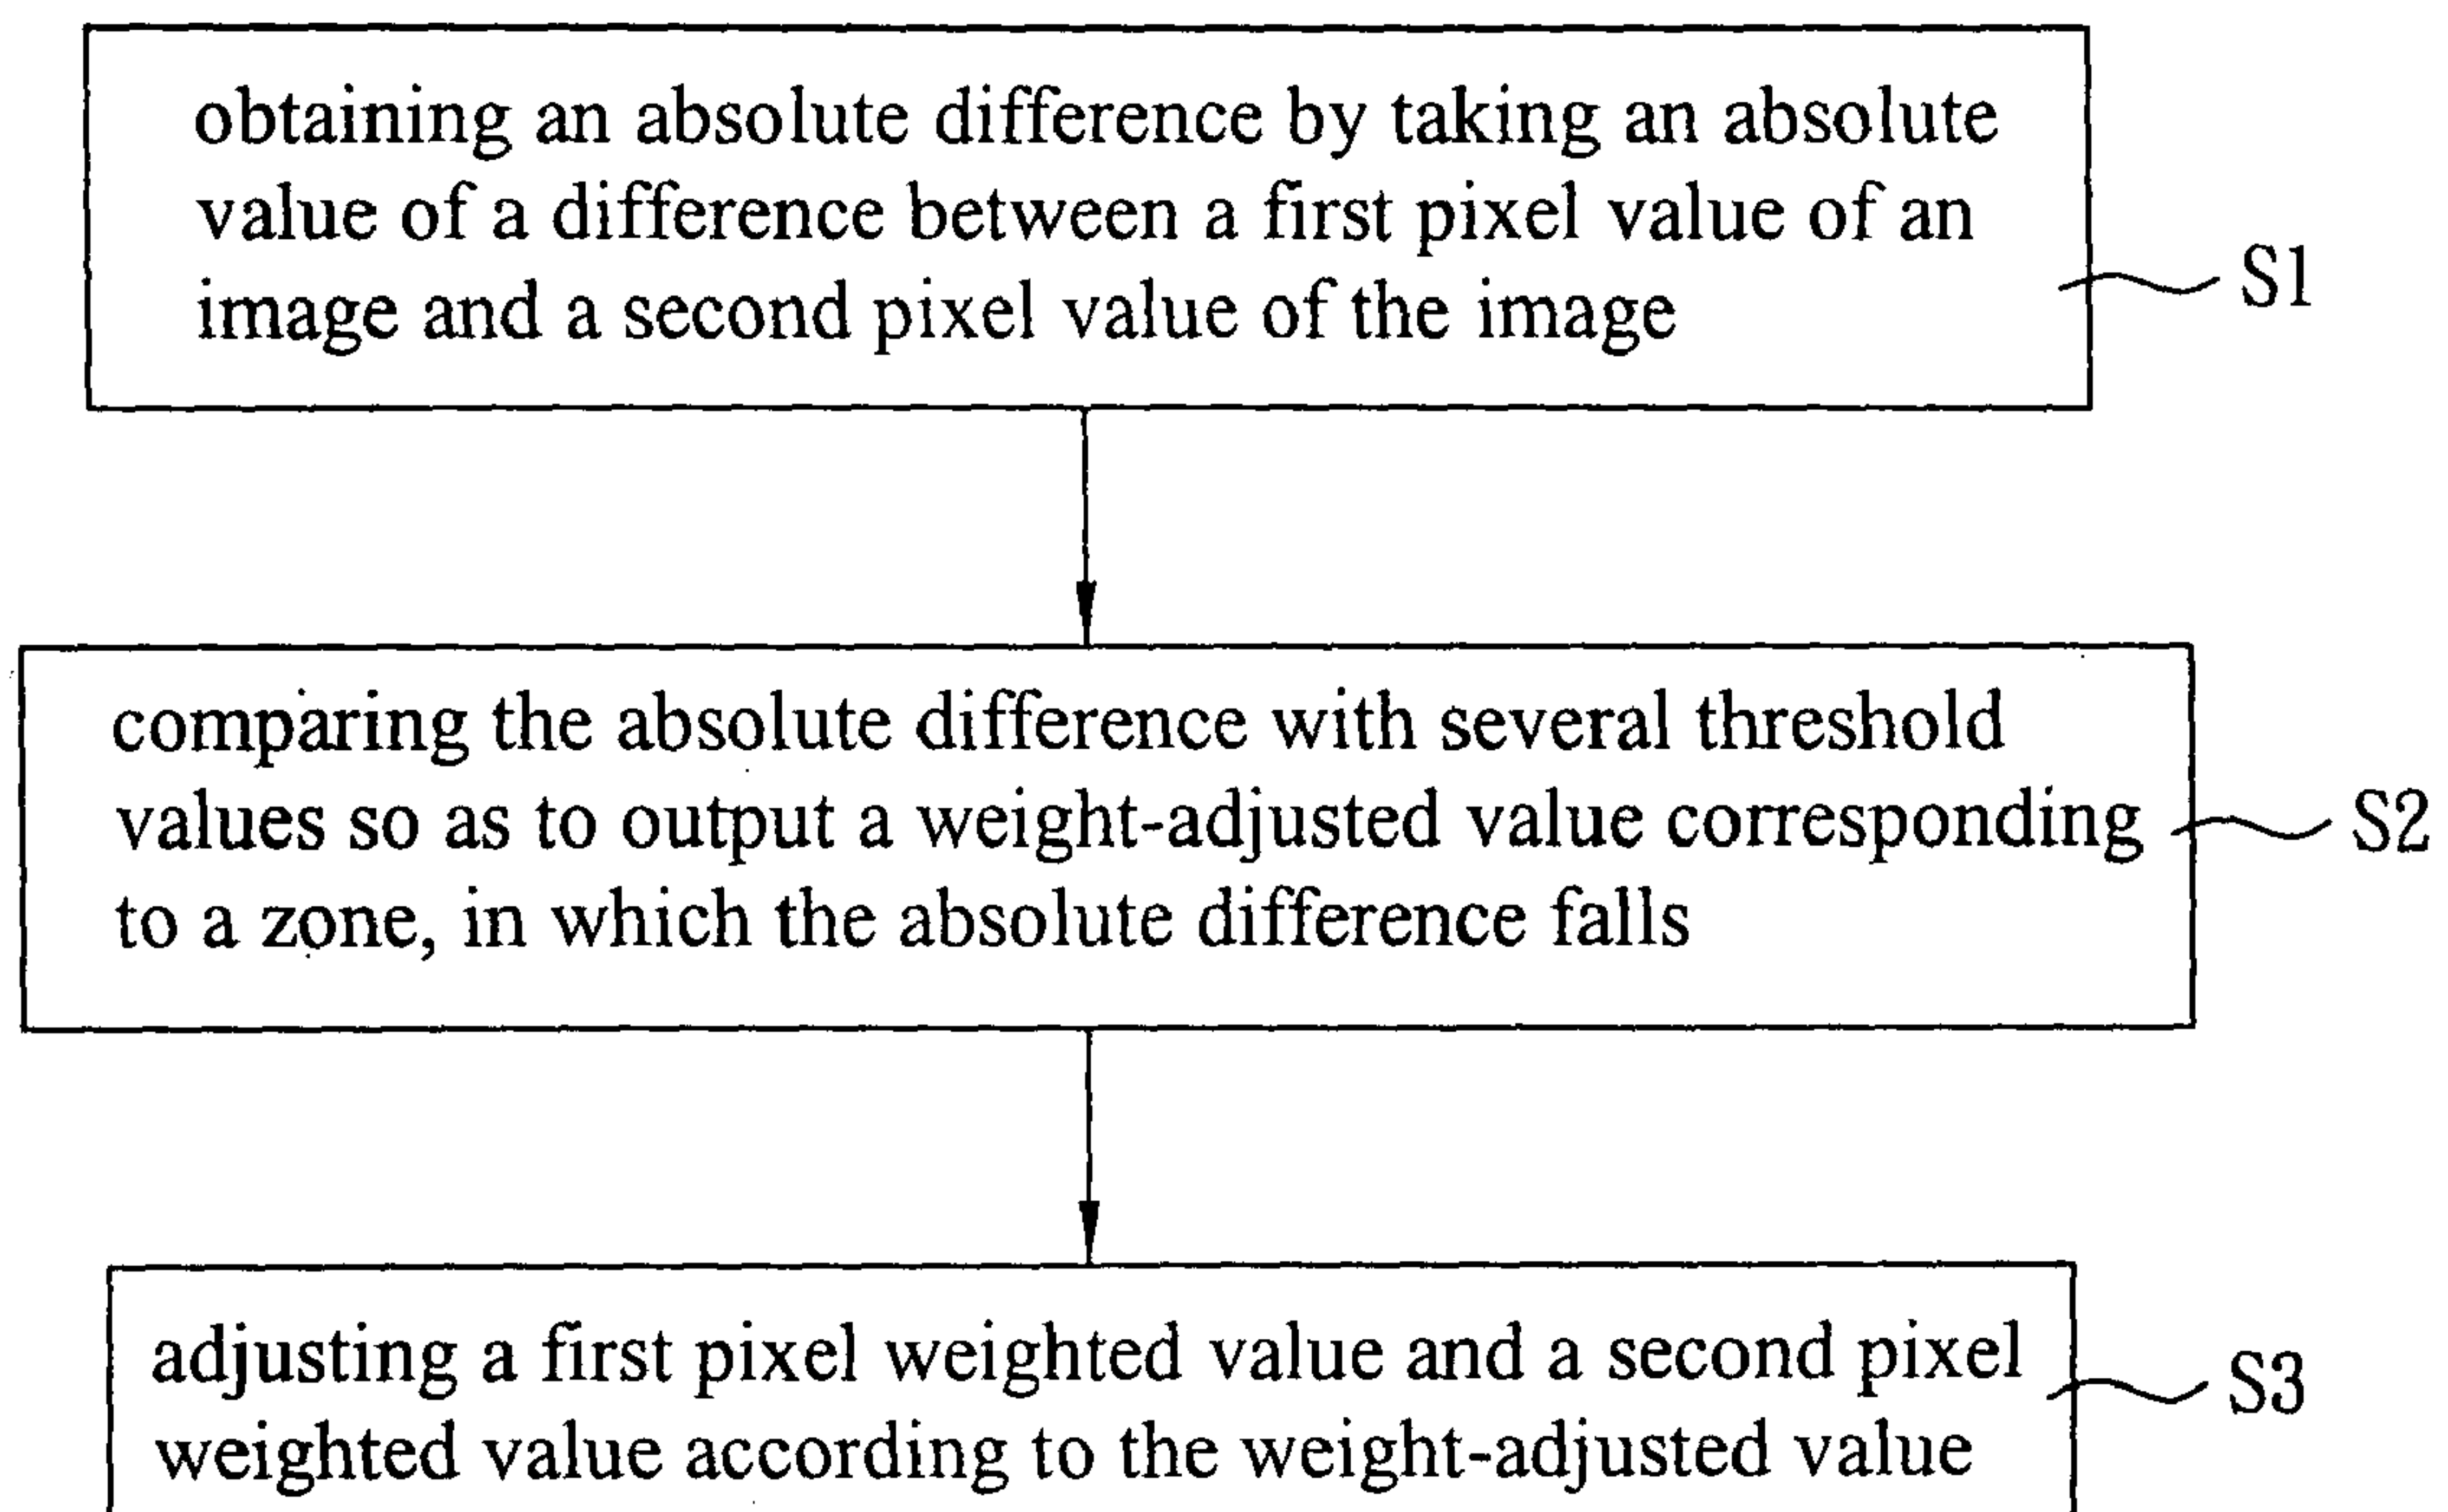 obtaining an absolute difference by taking an absolute
value of a difference between a first pixel value of an
image and a second pixel value of the image
S1
comparing the absolute difference with several threshold
values so as to output a weight-adjusted value corresponding
to a zone, in which the absolute difference falls
S2
adjusting a first pixel weighted value and a second pixel
weighted value according to the weight-adjusted value
S3